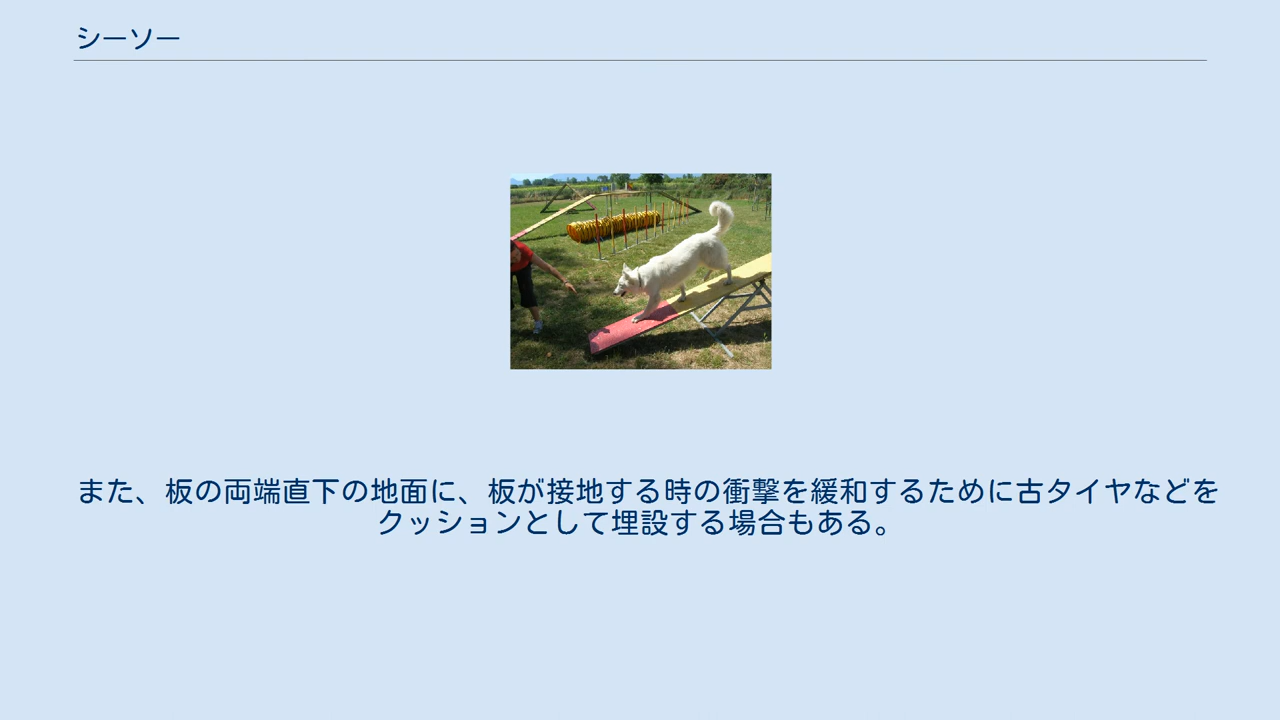 シーソー
また、板の両端直下の地面に、板が接地する時の衝撃を緩和するために古タイヤなどを
クッションとして埋設する場合もある。